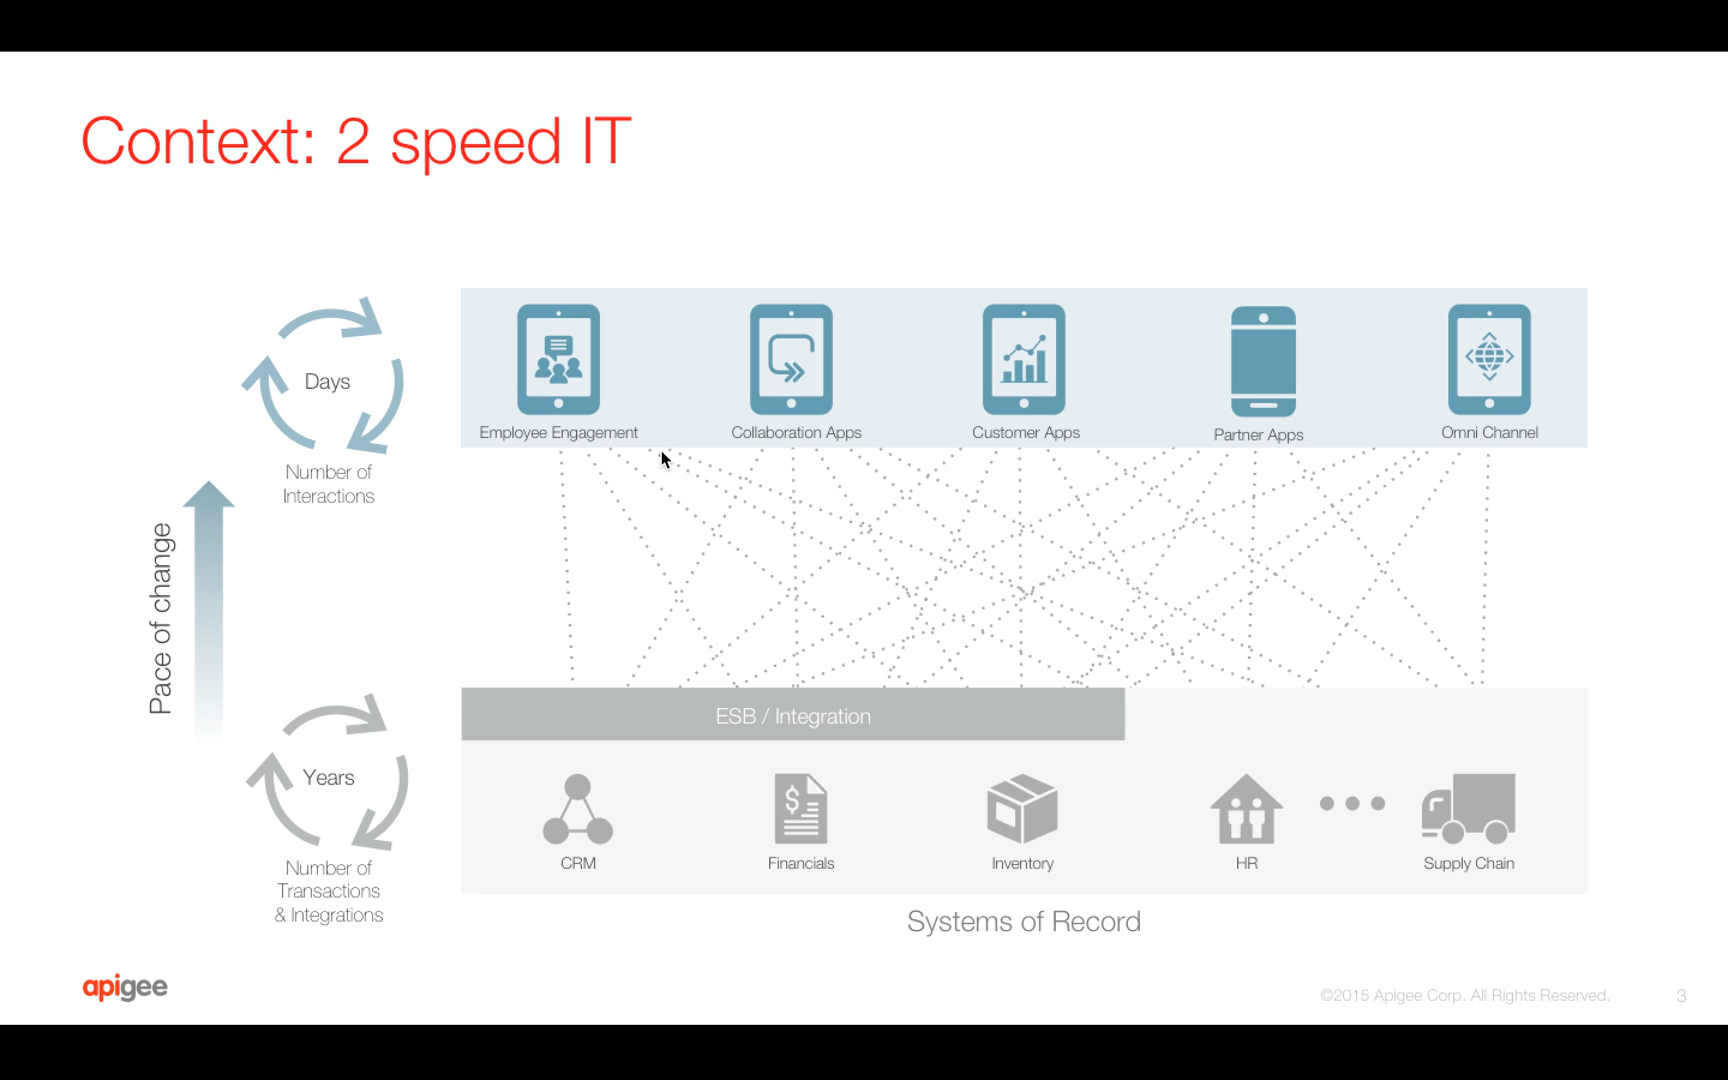 Context: 2 speed IT
Days
Number of
Interactions
Pace of change
Years
Number of
Transactions
& Integrations
Employee Engagement
Collaboration Apps
Customer Apps
Partner Apps
Omni Channel
ESB / Integration
$
CRM
Financials
Inventory
HR
Supply Chain
Systems of Record
apigee
©2015 Apigee Corp. All Rights Reserved.
3